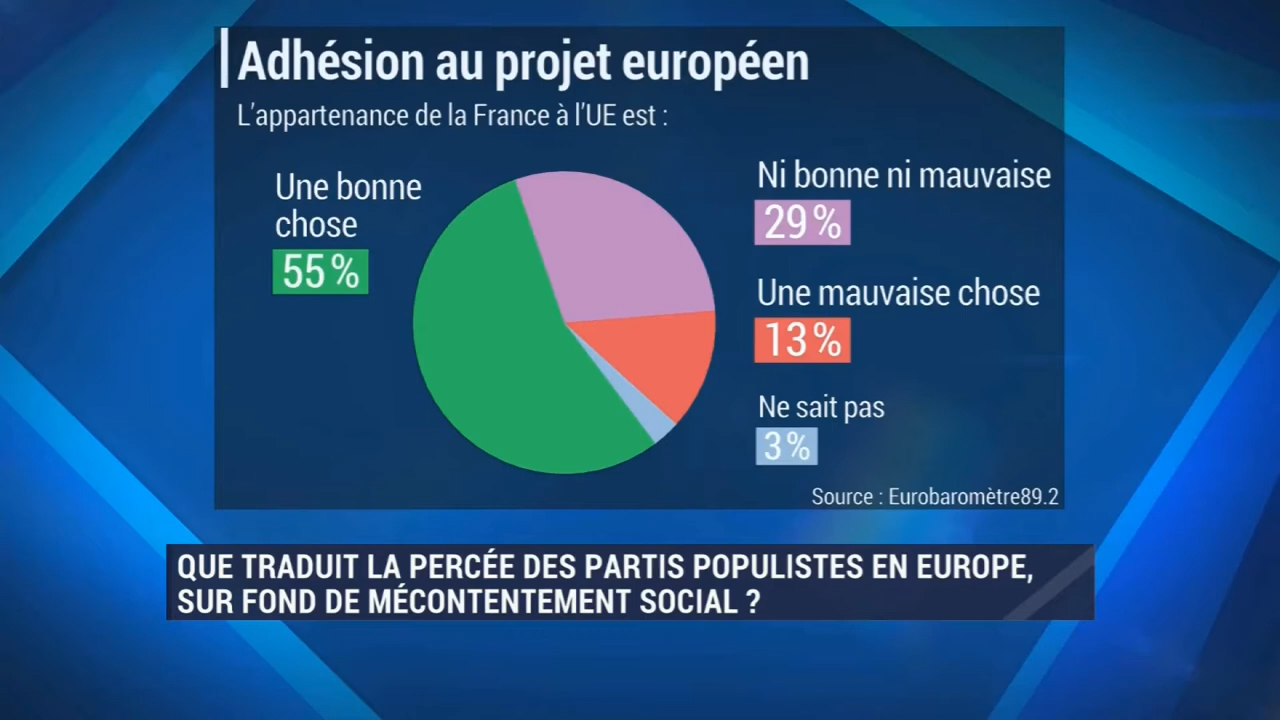 Adhésion au projet européen
L'appartenance de la France à l'UE est :
Une bonne
chose
55 %
Ni bonne ni mauvaise
29 %
Une mauvaise chose
13 %
Ne sait pas
3 %
Source : Eurobaromètre89.2
QUE TRADUIT LA PERCÉE DES PARTIS POPULISTES EN EUROPE,
SUR FOND DE MÉCONTENTEMENT SOCIAL ?